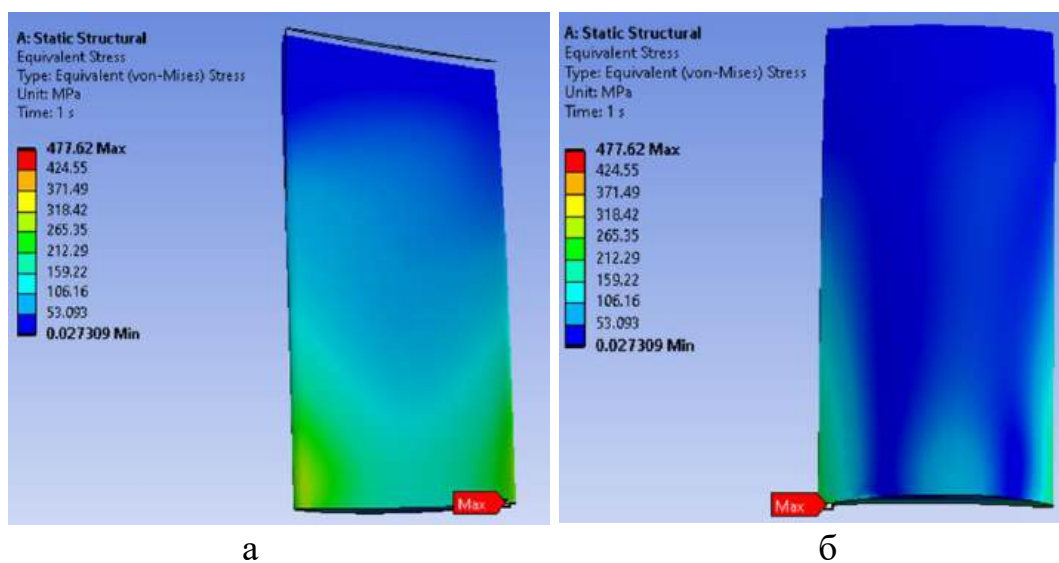 A: Static Structural
Equivalent Stress
Type: Equivalent (von-Mises) Stress
Unit: MPa
Time: 1 s
477.62 Max
424.55
371.49
318.42
265.35
212.29
159.22
106.16
53.093
0.027309 Min
Max
а
A: Static Structural
Equivalent Stress
Type: Equivalent (von-Mises) Stress
Unit: MPa
Time: 1 s
477.62 Max
424.55
371.49
318.42
265.35
212.29
159.22
106.16
53.093
0.027309 Min
Max
б